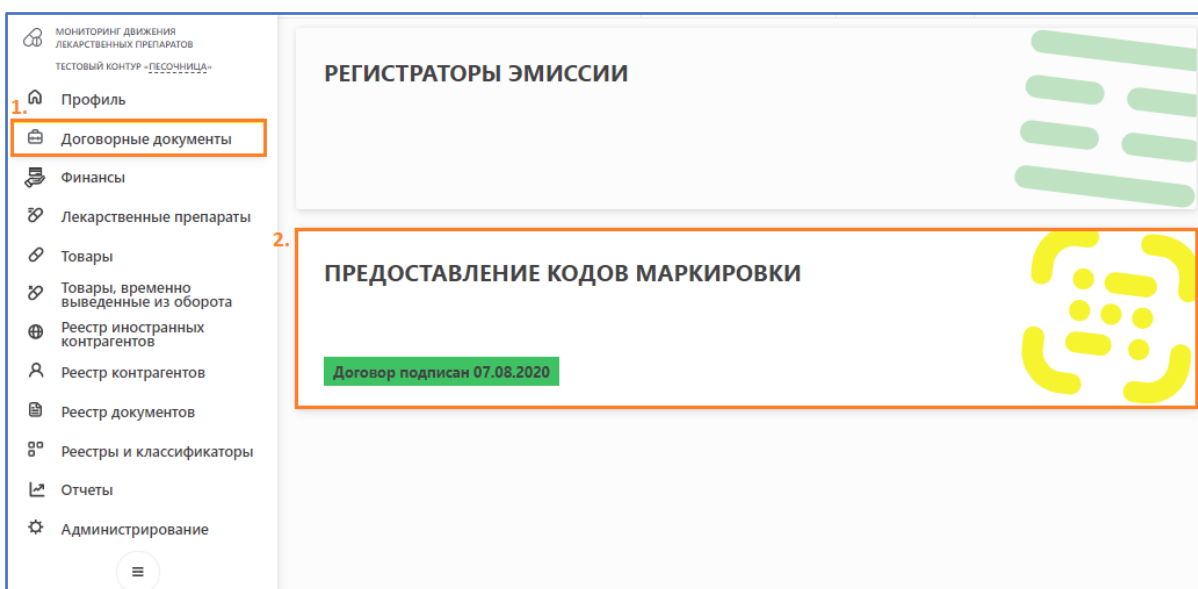 МОНИТОРИНГ ДВИЖЕНИЯ
ЛЕКАРСТВЕННЫХ ПРЕПАРАТОВ
ТЕСТОВЫЙ КОНТУР «ПЕСОЧНИЦА»
Профиль
1.
Договорные документы
Финансы
Лекарственные препараты
Товары
Товары, временно
выведенные из оборота
Реестр иностранных
контрагентов
Реестр контрагентов
Реестр документов
Реестры и классификаторы
Отчеты
Администрирование
РЕГИСТРАТОРЫ ЭМИССИИ
2.
ПРЕДОСТАВЛЕНИЕ КОДОВ МАРКИРОВКИ
Договор подписан 07.08.2020